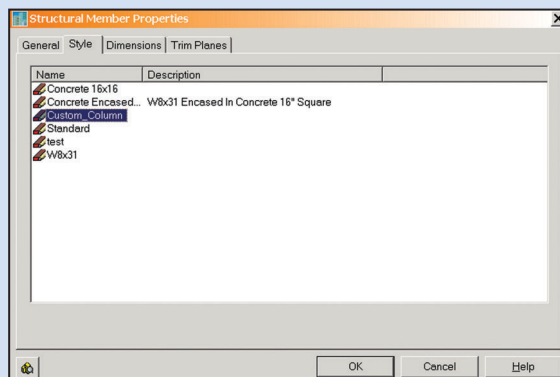 Structural Member Properties
General Style Dimensions Trim Planes
Name Description
Concrete 16x16
Concrete Encased... W8x31 Encased In Concrete 16" Square
Custom_Column
Standard
test
W8x31
OK Cancel Help